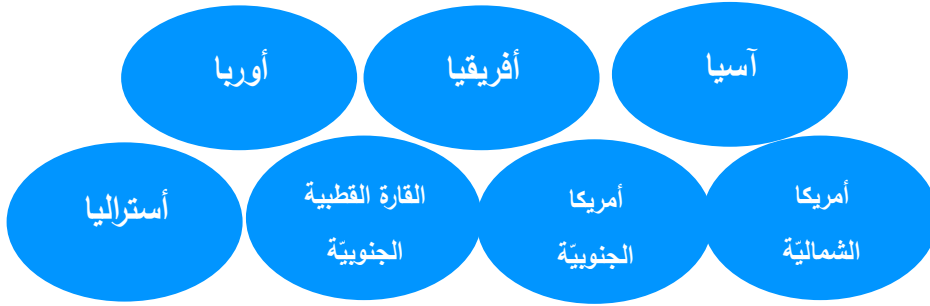 آسيا
أفريقيا
أوربا
أمريكا
الشماليّة
أمريكا
الجنوبيّة
القارة القطبية
الجنوبيّة
أستراليا